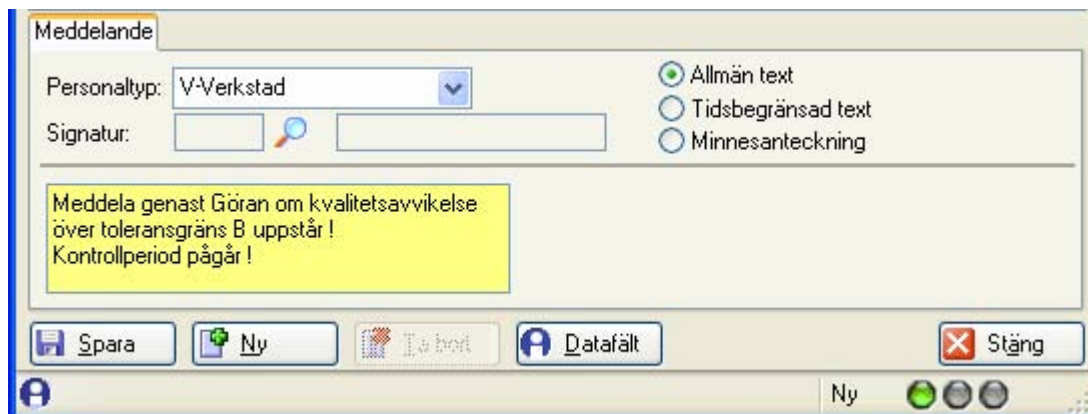 Meddelande
Personaltyp: V-Verkstad
Signatur:
Allmän text
Tidsbegränsad text
Minnesanteckning
Meddela genast Göran om kvalitetsavvikelse
över toleransgräns B uppstår !
Kontrollperiod pågår !
Spara Ny Ta bort Datafält Stäng
Ny